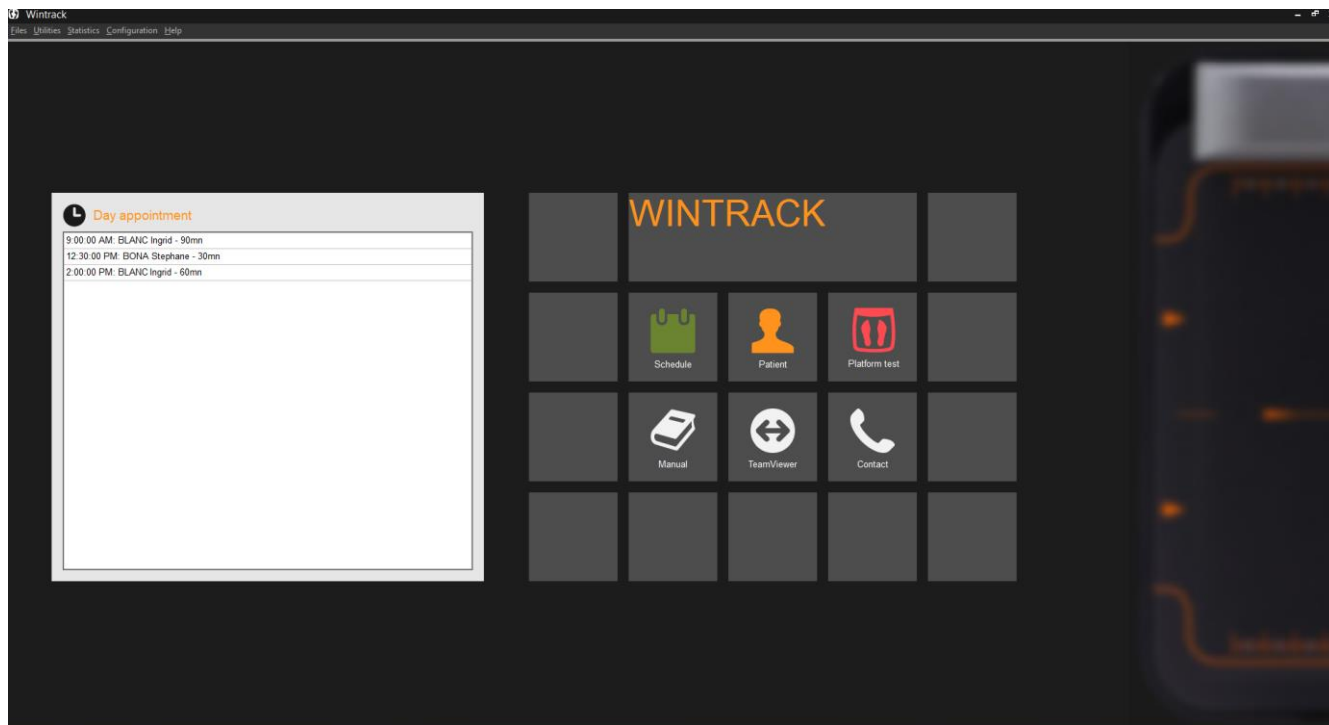 Wintrack
Files Utilities Statistics Configuration Help
Day appointment
9:00:00 AM: BLANC Ingrid - 90mn
12:30:00 PM: BONA Stephane - 30mn
2:00:00 PM: BLANC Ingrid - 60mn
WINTRACK
Schedule Patient Platform test
Manual TeamViewer Contact